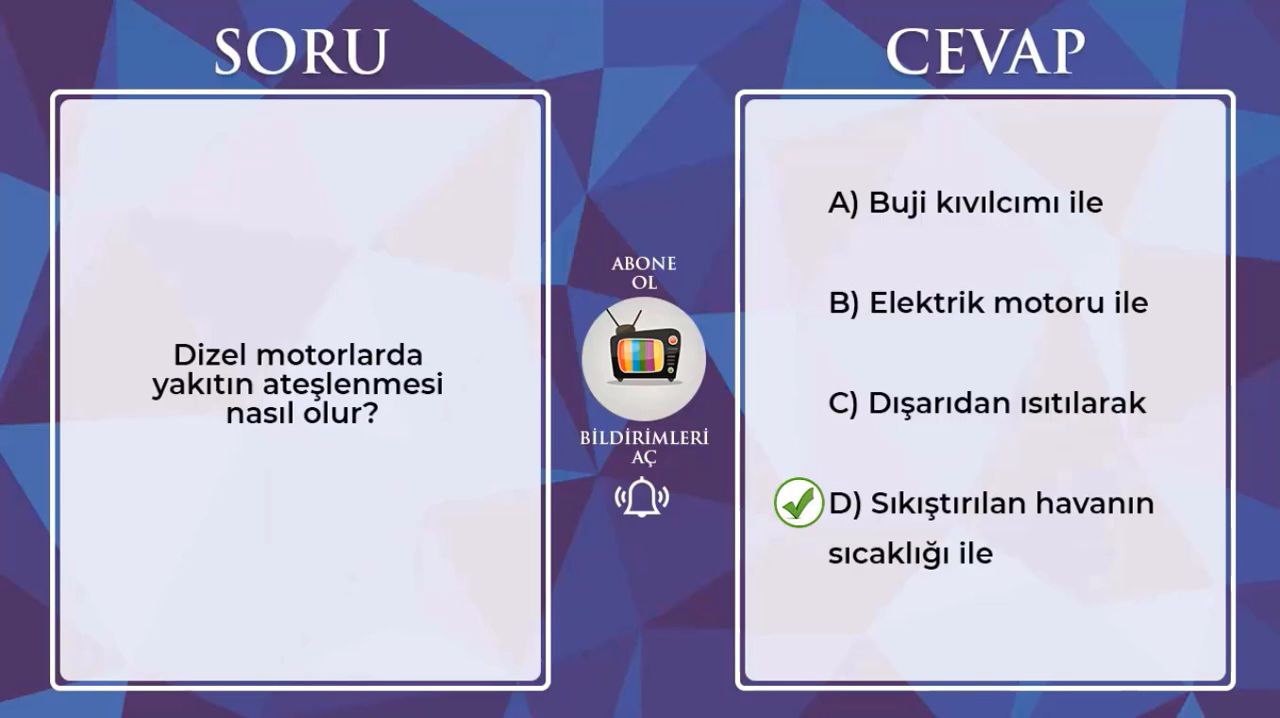 SORU
Dizel motorlarda
yakıtın ateşlenmesi
nasıl olur?
ABONE
OL
BİLDİRİMLERİ
AÇ
CEVAP
A) Buji kıvılcımı ile
B) Elektrik motoru ile
C) Dışarıdan ısıtılarak
D) Sıkıştırılan havanın
sıcaklığı ile